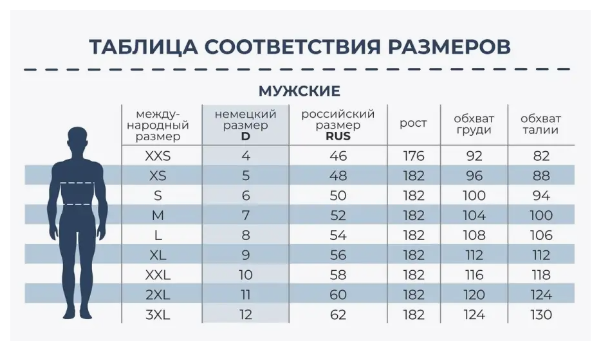 ТАБЛИЦА СООТВЕТСТВИЯ РАЗМЕРОВ
МУЖСКИЕ
между-
народный
размер
немецкий
размер
D
российский
размер
RUS
рост
обхват
груди
обхват
талии
XXS 4 46 176 92 82
XS 5 48 182 96 88
S 6 50 182 100 94
M 7 52 182 104 100
L 8 54 182 108 106
XL 9 56 182 112 112
XXL 10 58 182 116 118
2XL 11 60 182 120 124
3XL 12 62 182 124 130